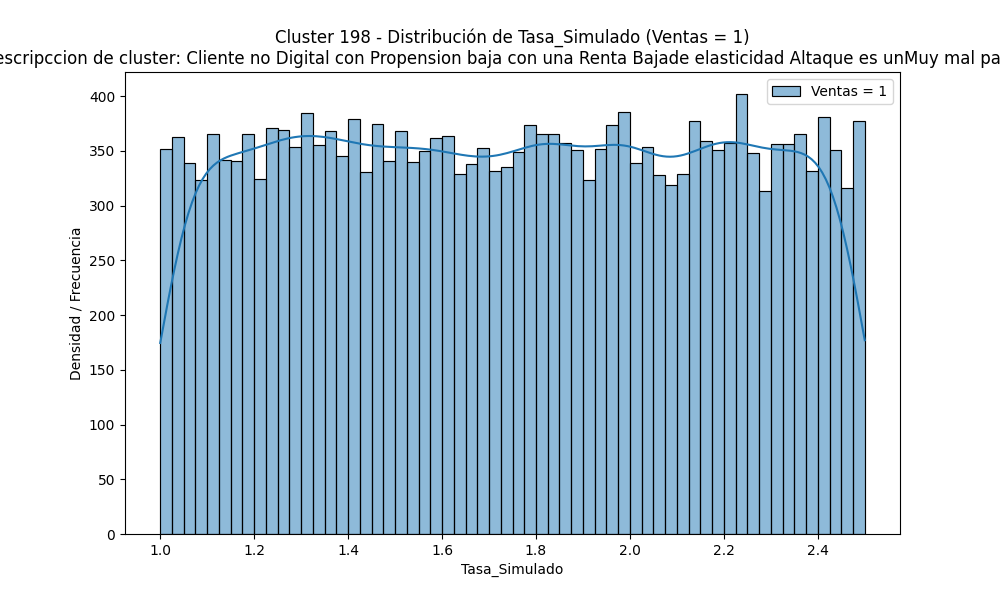 Cluster 198 - Distribución de Tasa_Simulado (Ventas = 1)
escripccion de cluster: Cliente no Digital con Propension baja con una Renta Bajade elasticidad Altaque es unMuy mal pa
Ventas = 1
Densidad / Frecuencia
400
350
300
250
200
150
100
50
0
1.0 1.2 1.4 1.6 1.8 2.0 2.2 2.4
Tasa_Simulado